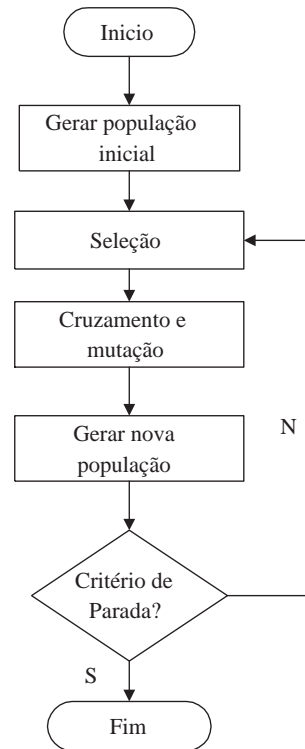 Inicio
Gerar população
inicial
Seleção
Cruzamento e
mutação
Gerar nova
população
N
Critério de
Parada?
S
Fim